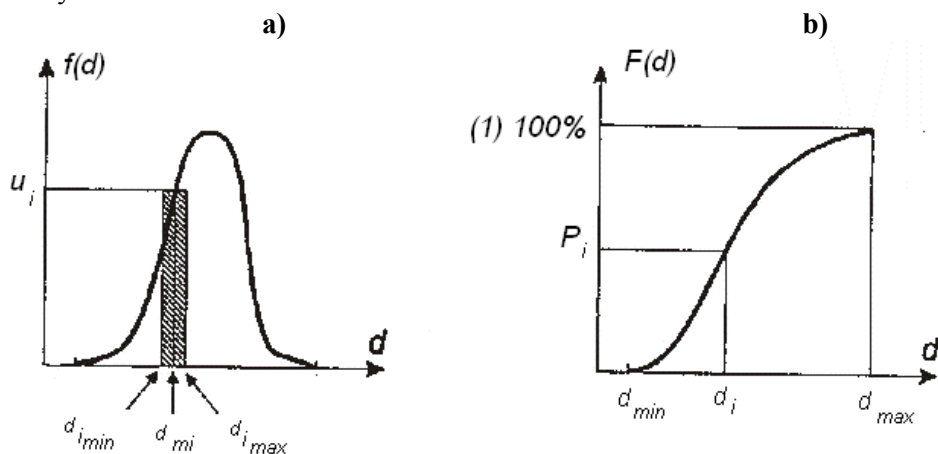 a)
f(d)
u i
d
d i min
d mi
d i max
b)
F(d)
(1) 100%
P i
d
d min
d i
d max